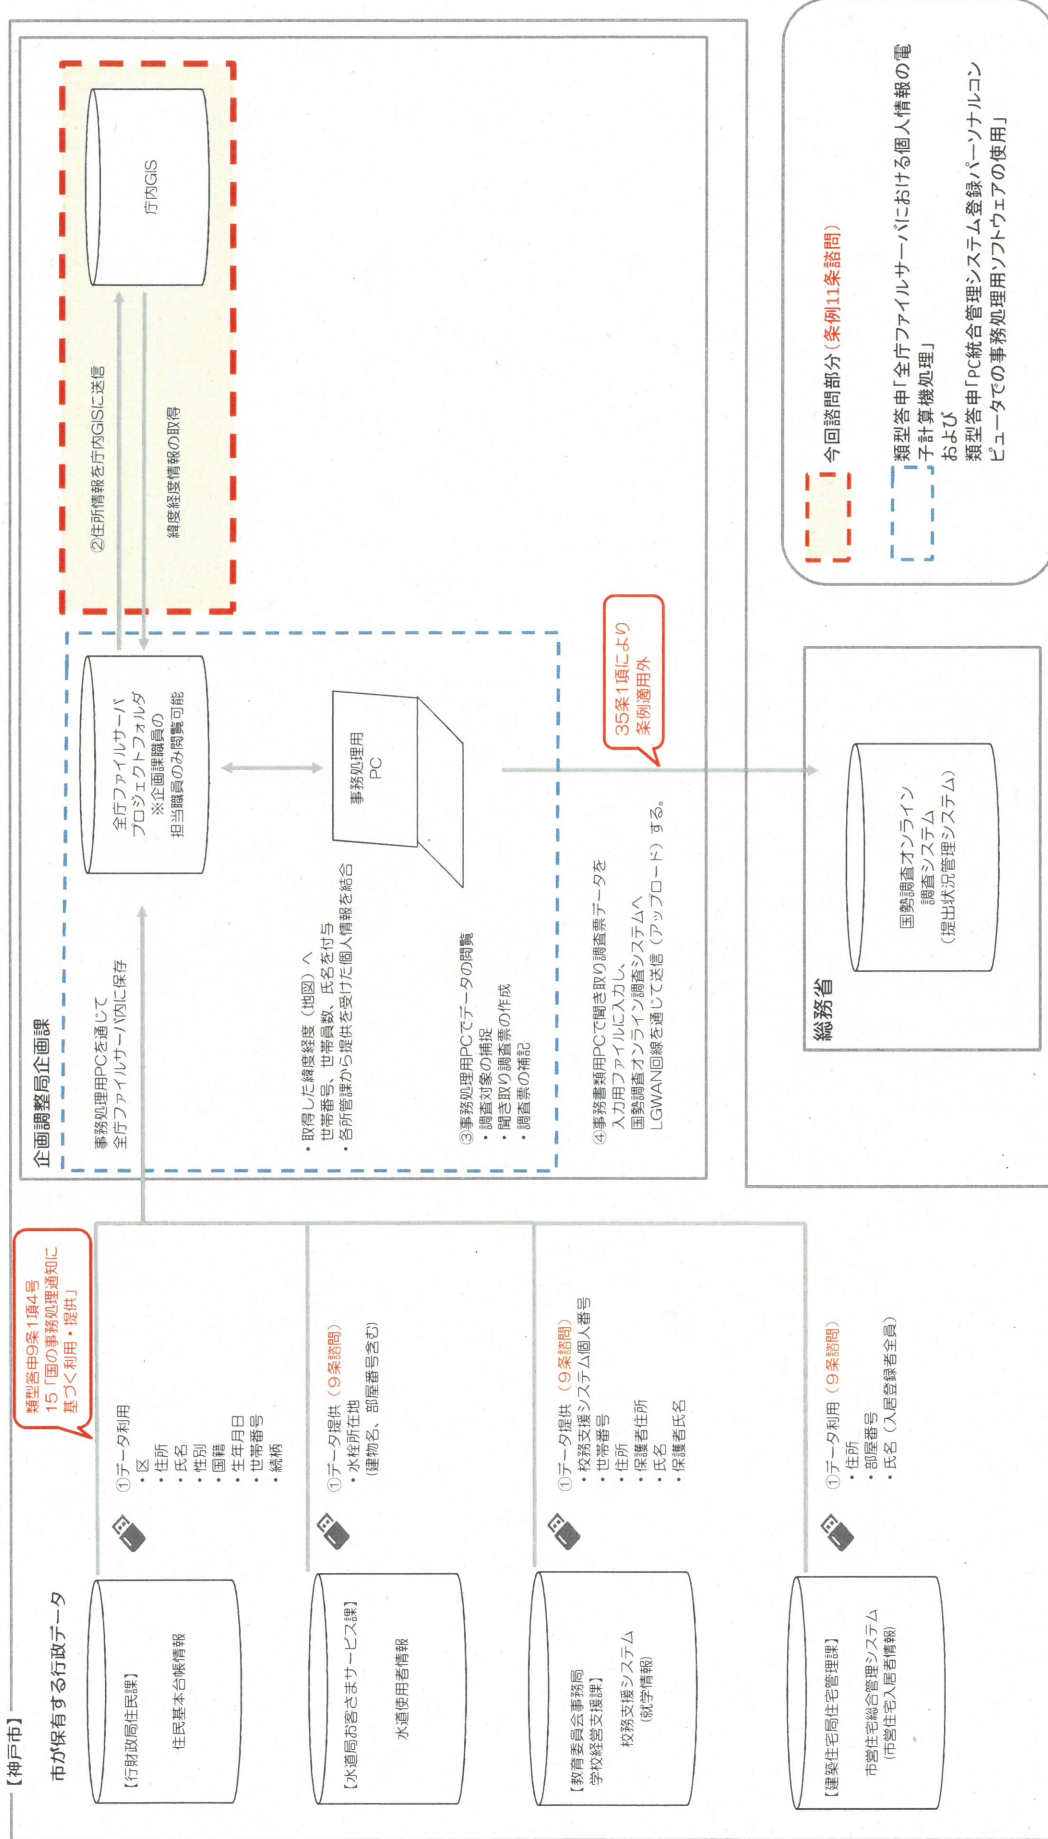 【神戸市】
市が保有する行政データ
【行財政局住民課】
住民基本台帳情報
【水道局お客さまサービス課】
水道使用者情報
【教育委員会事務局
学校経営支援課】
校務支援システム
(就学情報)
【建築住宅局住宅管理課】
市営住宅総合管理システム
(市営住宅入居者情報)
類型答申9条1項4号
15「国の事務処理通知に
基づく利用・提供」
①データ利用
・区
・住所
・氏名
・性別
・国籍
・生年月日
・世帯番号
・続柄
①データ提供（９条諮問）
・水栓所在地
(建物名、部屋番号含む)
①データ提供（９条諮問）
・校務支援システム個人番号
・世帯番号
・住所
・保護者住所
・氏名
・保護者氏名
①データ利用（９条諮問）
・住所
・部屋番号
・氏名（入居登録者全員）
企画調整局企画課
事務処理用PCを通じて
全庁ファイルサーバ内に保存
全庁ファイルサーバ
プロジェクトフォルダ
※企画課職員の
担当職員のみ閲覧可能
②住所情報を庁内GISに送信
緯度経度情報の取得
庁内GIS
・取得した緯度経度（地図）へ
世帯番号、世帯員数、氏名を付与
・各所管課から提供を受けた個人情報を結合
事務処理用
PC
③事務処理用PCでデータの閲覧
・調査対象の捕捉
・聞き取り調査票の作成
・調査票の補記
④事務書類用PCで聞き取り調査票データを
入力用ファイルに入力し、
国勢調査オンライン調査システムへ
LGWAN回線を通じて送信（アップロード）する。
35条1項により
条例適用外
総務省
国勢調査オンライン
調査システム
(提出状況管理システム)
今回諮問部分（条例11条諮問）
類型答申「全庁ファイルサーバにおける個人情報の電
子計算機処理」
および
類型答申「PC統合管理システム登録パーソナルコン
ピュータでの事務処理用ソフトウェアの使用」